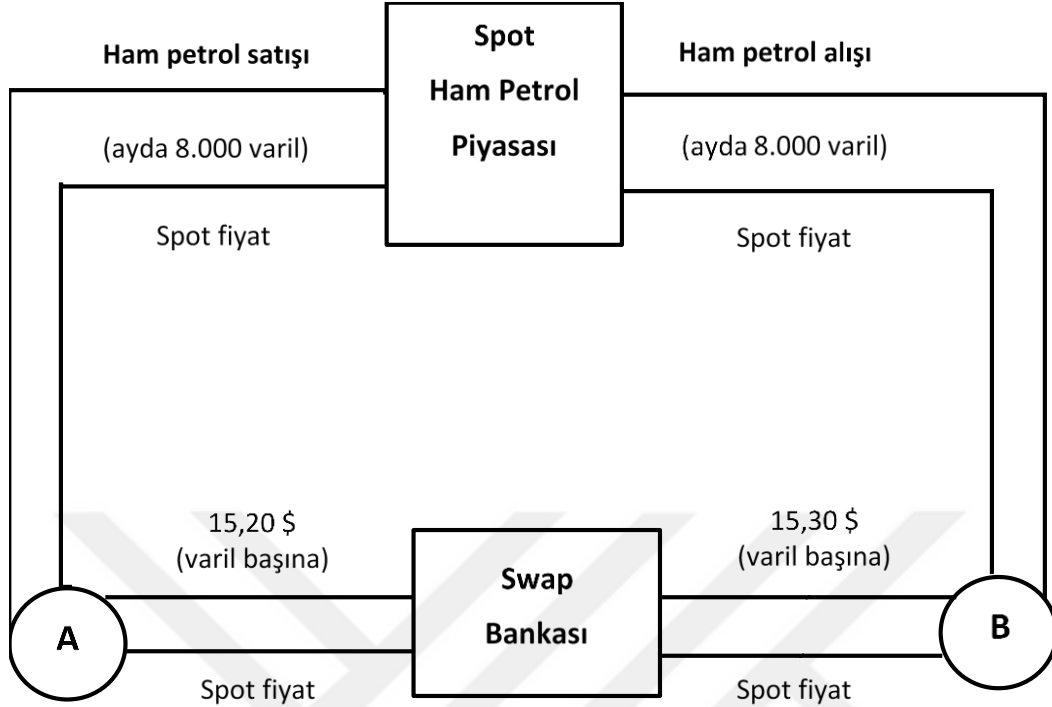 Ham petrol satışı
(ayda 8.000 varil)
Spot fiyat
Spot
Ham Petrol
Piyasası
Ham petrol alışı
(ayda 8.000 varil)
Spot fiyat
15,20 $
(varil başına)
A
Spot fiyat
Swap
Bankası
15,30 $
(varil başına)
B
Spot fiyat